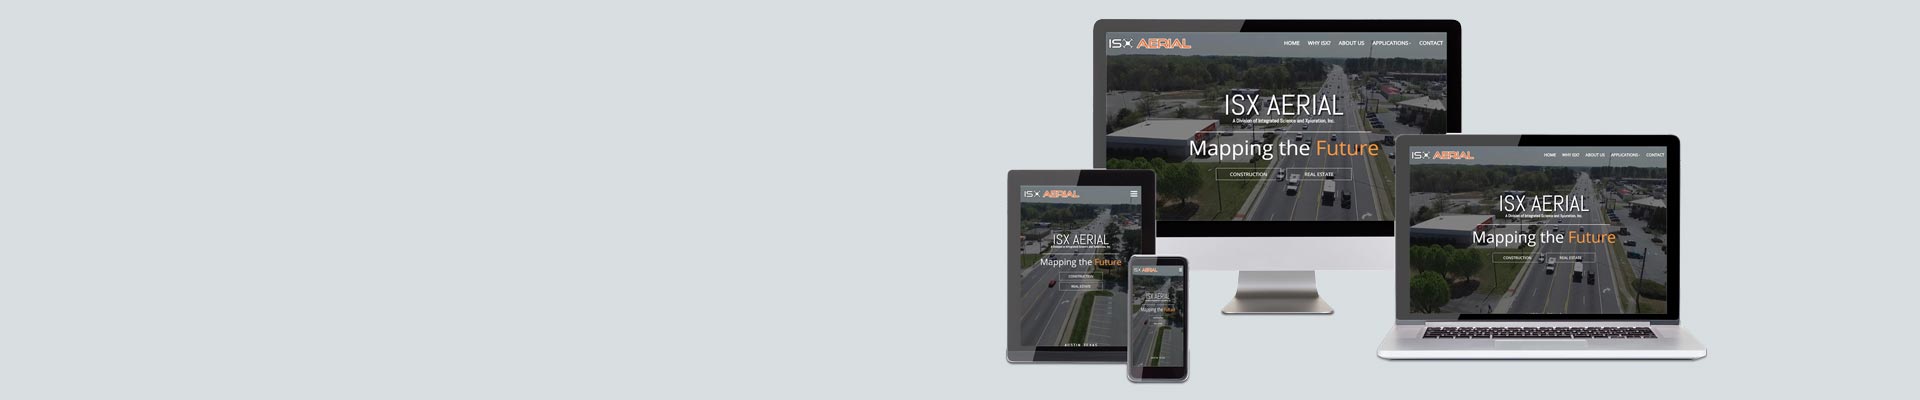 ISX AERIAL
HOME WHY ISX? ABOUT US APPLICATIONS CONTACT
ISX AERIAL
A Division of Integrated Science and Xploration, Inc.
Mapping the Future
CONSTRUCTION REAL ESTATE
ISX AERIAL
HOME WHY ISX? ABOUT US APPLICATIONS CONTACT
ISX AERIAL
A Division of Integrated Science and Xploration, Inc.
Mapping the Future
CONSTRUCTION REAL ESTATE
ISX AERIAL
ISX AERIAL
Mapping the Future
CONSTRUCTION
REAL ESTATE
AUSTIN, TEXAS
ISX AERIAL
ISX AERIAL
Mapping the Future